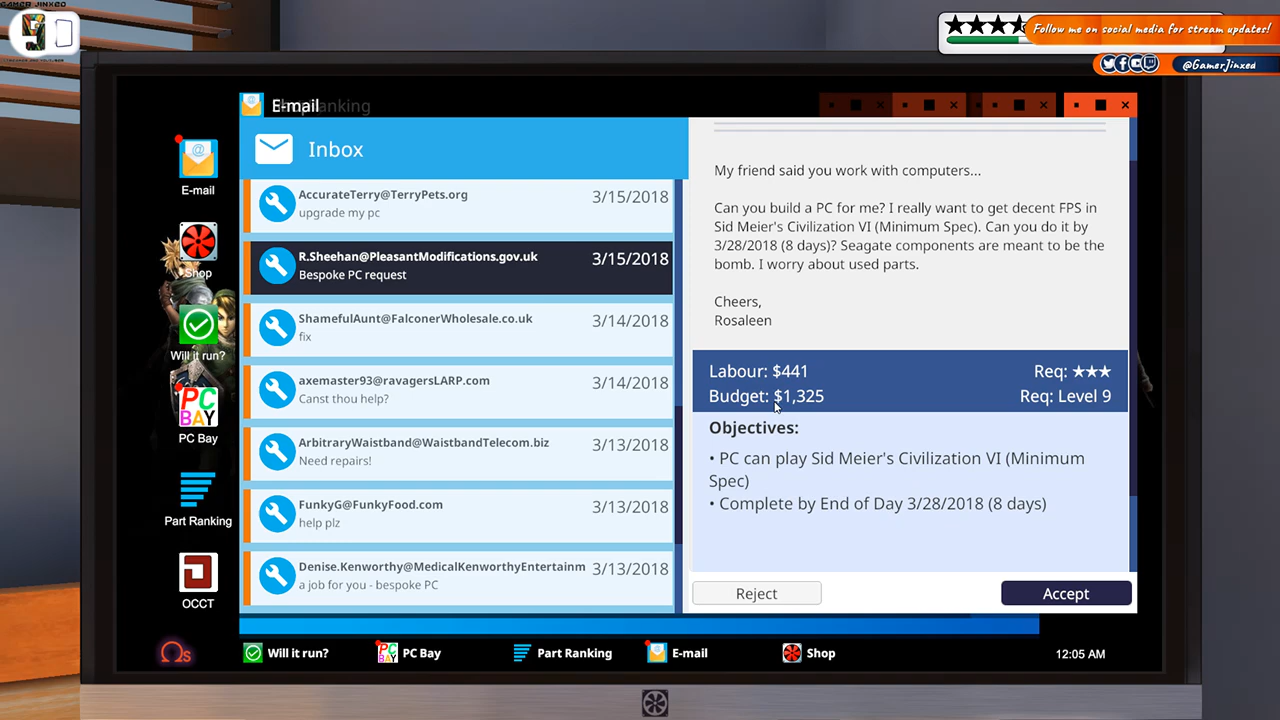 GAMER JINXED
Follow me on social media for stream updates!
@GamerJinxed
E-mail
Inbox
AccurateTerry@TerryPets.org
3/15/2018
upgrade my pc
R.Sheehan@PleasantModifications.gov.uk
3/15/2018
Bespoke PC request
ShamefulAunt@FalconerWholesale.co.uk
3/14/2018
fix
axemaster93@ravagersLARP.com
3/14/2018
Canst thou help?
ArbitraryWaistband@WaistbandTelecom.biz
3/13/2018
Need repairs!
FunkyG@FunkyFood.com
3/13/2018
help plz
Denise.Kenworthy@MedicalKenworthyEntertainm
3/13/2018
a job for you - bespoke PC
My friend said you work with computers...
Can you build a PC for me? I really want to get decent FPS in
Sid Meier's Civilization VI (Minimum Spec). Can you do it by
3/28/2018 (8 days)? Seagate components are meant to be the
bomb. I worry about used parts.
Cheers,
Rosaleen
Labour: $441
Req: ★★★
Budget: $1,325
Req: Level 9
Objectives:
• PC can play Sid Meier's Civilization VI (Minimum
Spec)
• Complete by End of Day 3/28/2018 (8 days)
Reject
Accept
E-mail
Shop
Will it run?
PC
BAY
PC Bay
Part Ranking
OCCT
Will it run?
PC Bay
Part Ranking
E-mail
Shop
12:05 AM